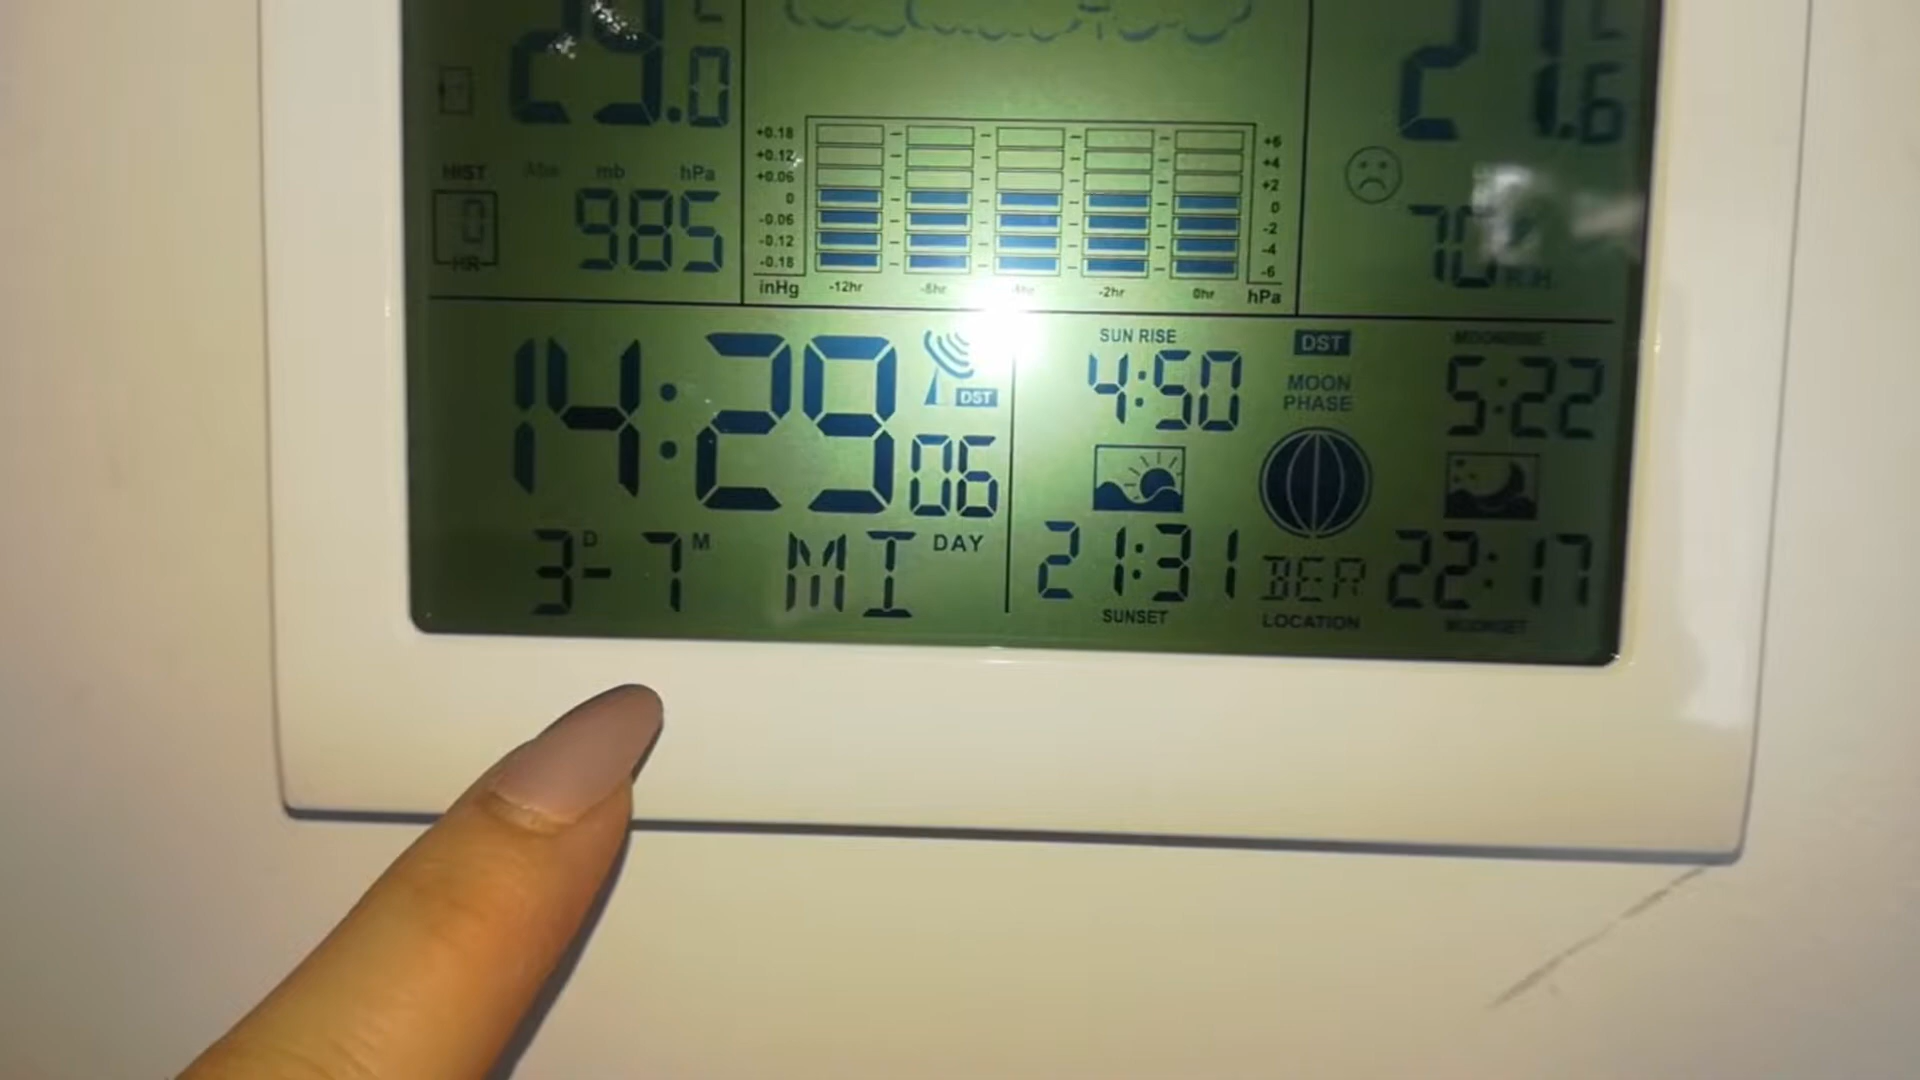 29.0 C
21.6 C
+0.18 +6
+0.12 +4
+0.06 +2
0 0
-0.06 -2
-0.12 -4
-0.18 -6
inHg -12hr -2hr 0hr hPa
HIST Abs mb hPa
0 985
HR
70 R.H.
14:29 06 DST
3 D - 7 M MI DAY
SUN RISE DST MOONRISE
4:50 MOON PHASE 5:22
21:31 BER 22:17
SUNSET LOCATION MOONSET